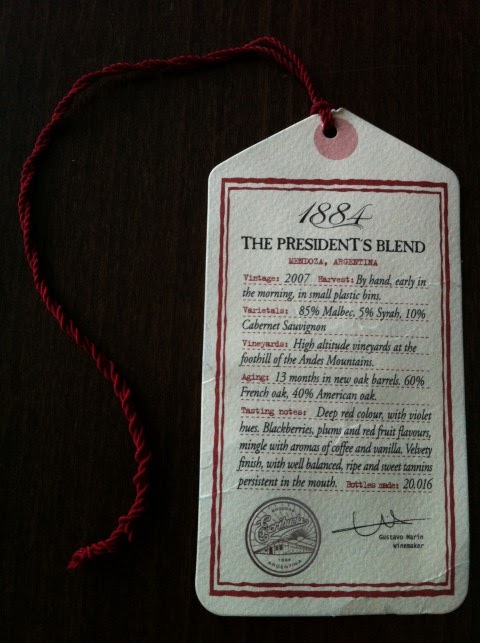 1884
THE PRESIDENT'S BLEND
MENDOZA, ARGENTINA
Vintage: 2007 Harvest: By hand, early in
the morning, in small plastic bins.
Varietals: 85% Malbec, 5% Syrah, 10%
Cabernet Sauvignon
Vineyards: High altitude vineyards at the
foothill of the Andes Mountains.
Aging: 13 months in new oak barrels. 60%
French oak, 40% American oak.
Tasting notes: Deep red colour, with violet
hues. Blackberries, plums and red fruit flavours,
mingle with aromas of coffee and vanilla. Velvety
finish, with well balanced, ripe and sweet tannins
persistent in the mouth. Bottles made: 20,016
BODEGAS
Escorihuela
1884
ARGENTINA
Gustavo Marin
Winemaker